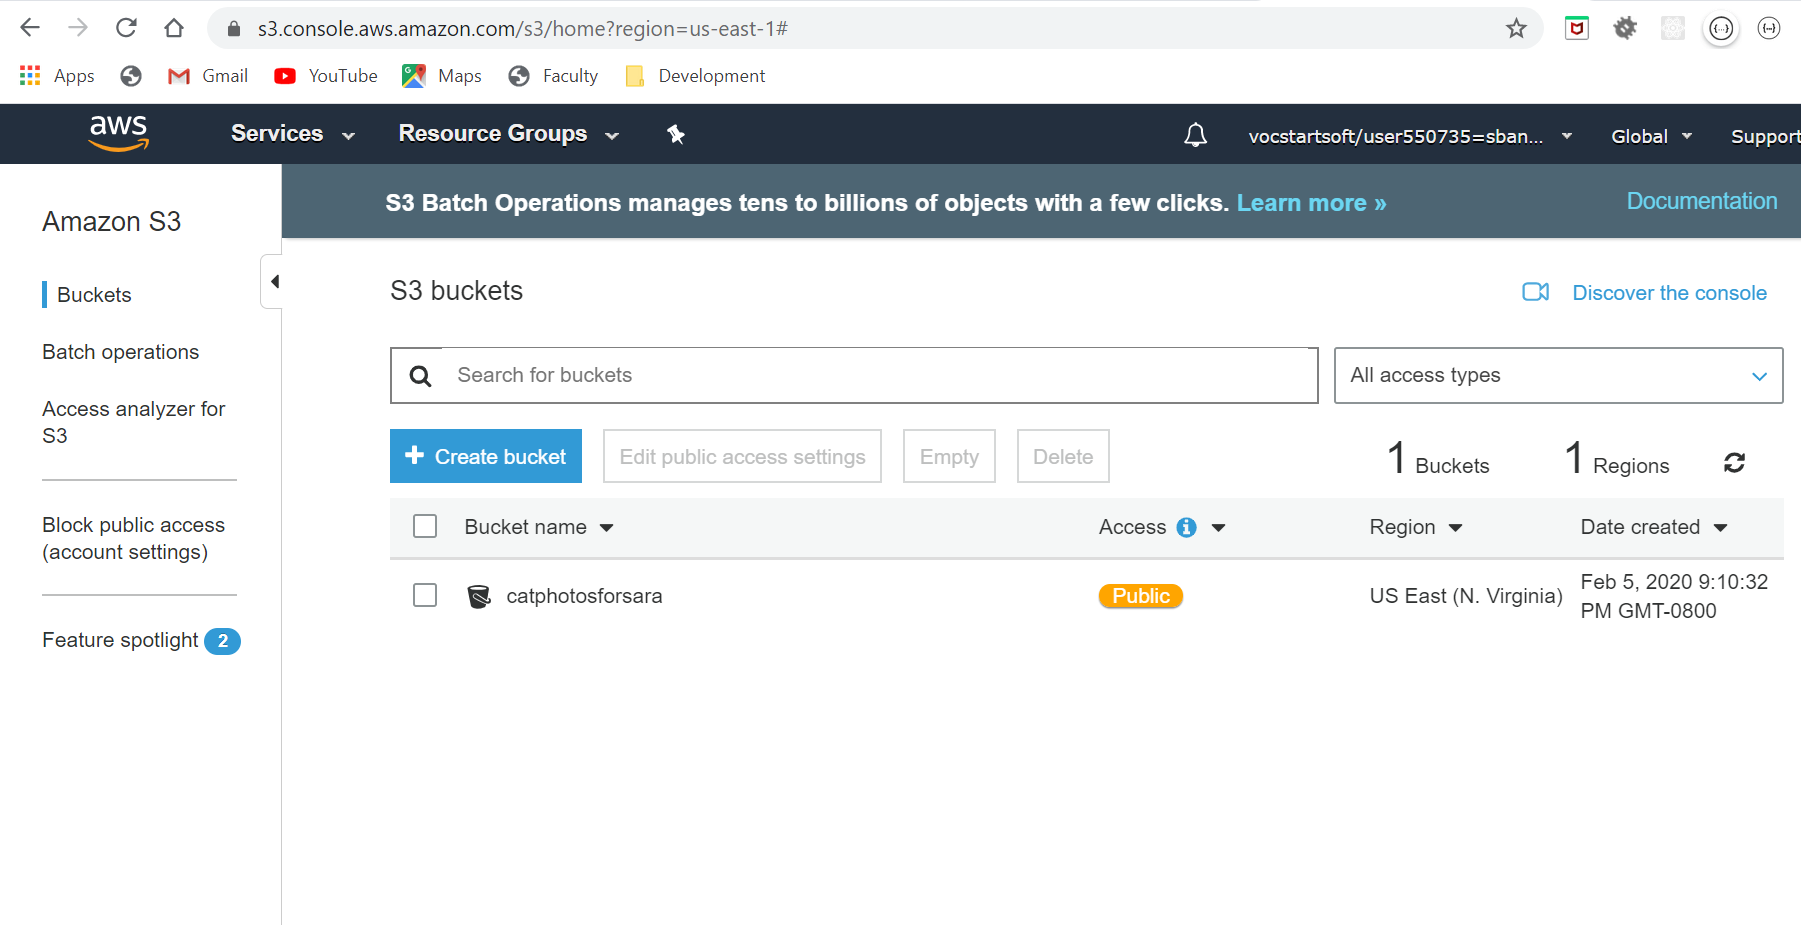 s3.console.aws.amazon.com/s3/home?region=us-east-1#
Apps Gmail YouTube Maps Faculty Development
aws Services Resource Groups vocstartsoft/user550735=sban... Global Support
S3 Batch Operations manages tens to billions of objects with a few clicks. Learn more » Documentation
Amazon S3
Buckets
Batch operations
Access analyzer for
S3
Block public access
(account settings)
Feature spotlight 2
S3 buckets Discover the console
Search for buckets All access types
+ Create bucket Edit public access settings Empty Delete 1 Buckets 1 Regions
Bucket name Access Region Date created
catphotosforsara Public US East (N. Virginia) Feb 5, 2020 9:10:32
PM GMT-0800